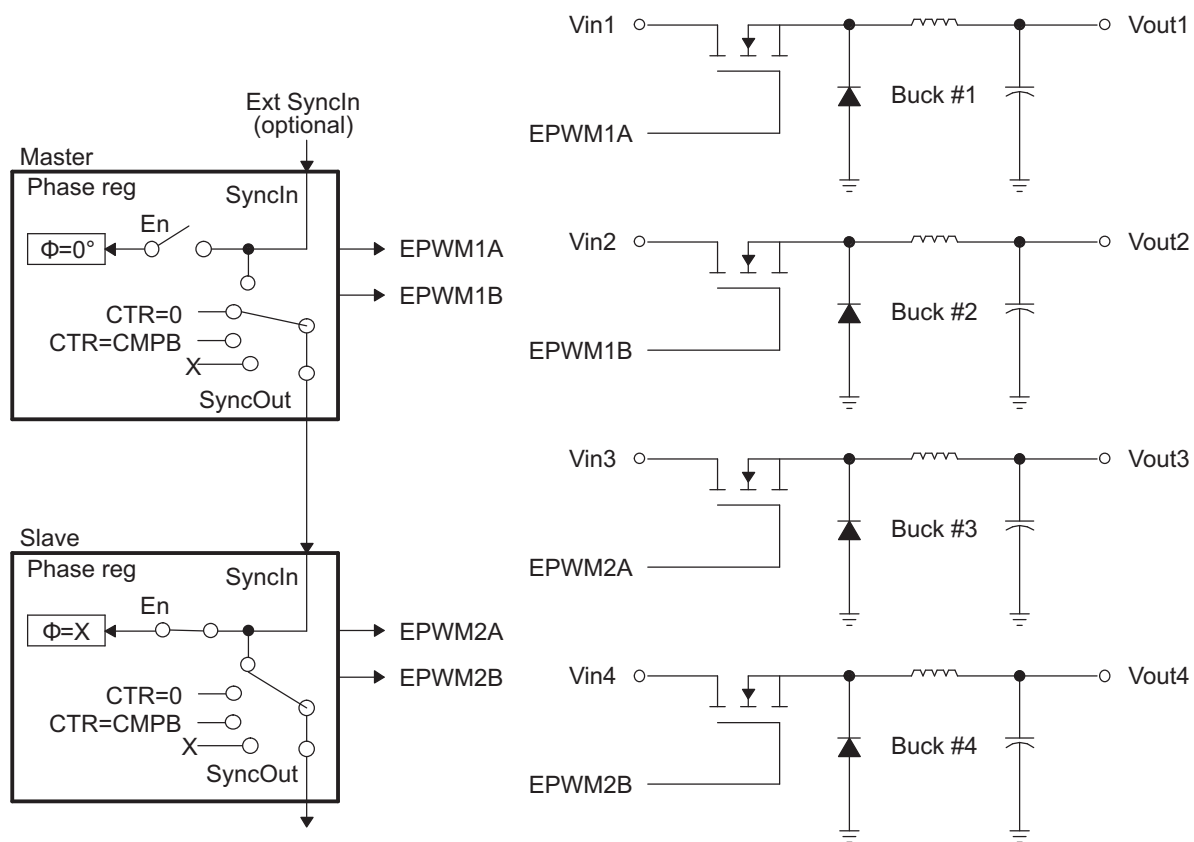 Ext SyncIn
(optional)
Master
Phase reg
SyncIn
En
Φ=0°
CTR=0
CTR=CMPB
X
SyncOut
EPWM1A
EPWM1B
Slave
Phase reg
SyncIn
En
Φ=X
CTR=0
CTR=CMPB
X
SyncOut
EPWM2A
EPWM2B
Vin1
Vout1
Buck #1
EPWM1A
Vin2
Vout2
Buck #2
EPWM1B
Vin3
Vout3
Buck #3
EPWM2A
Vin4
Vout4
Buck #4
EPWM2B